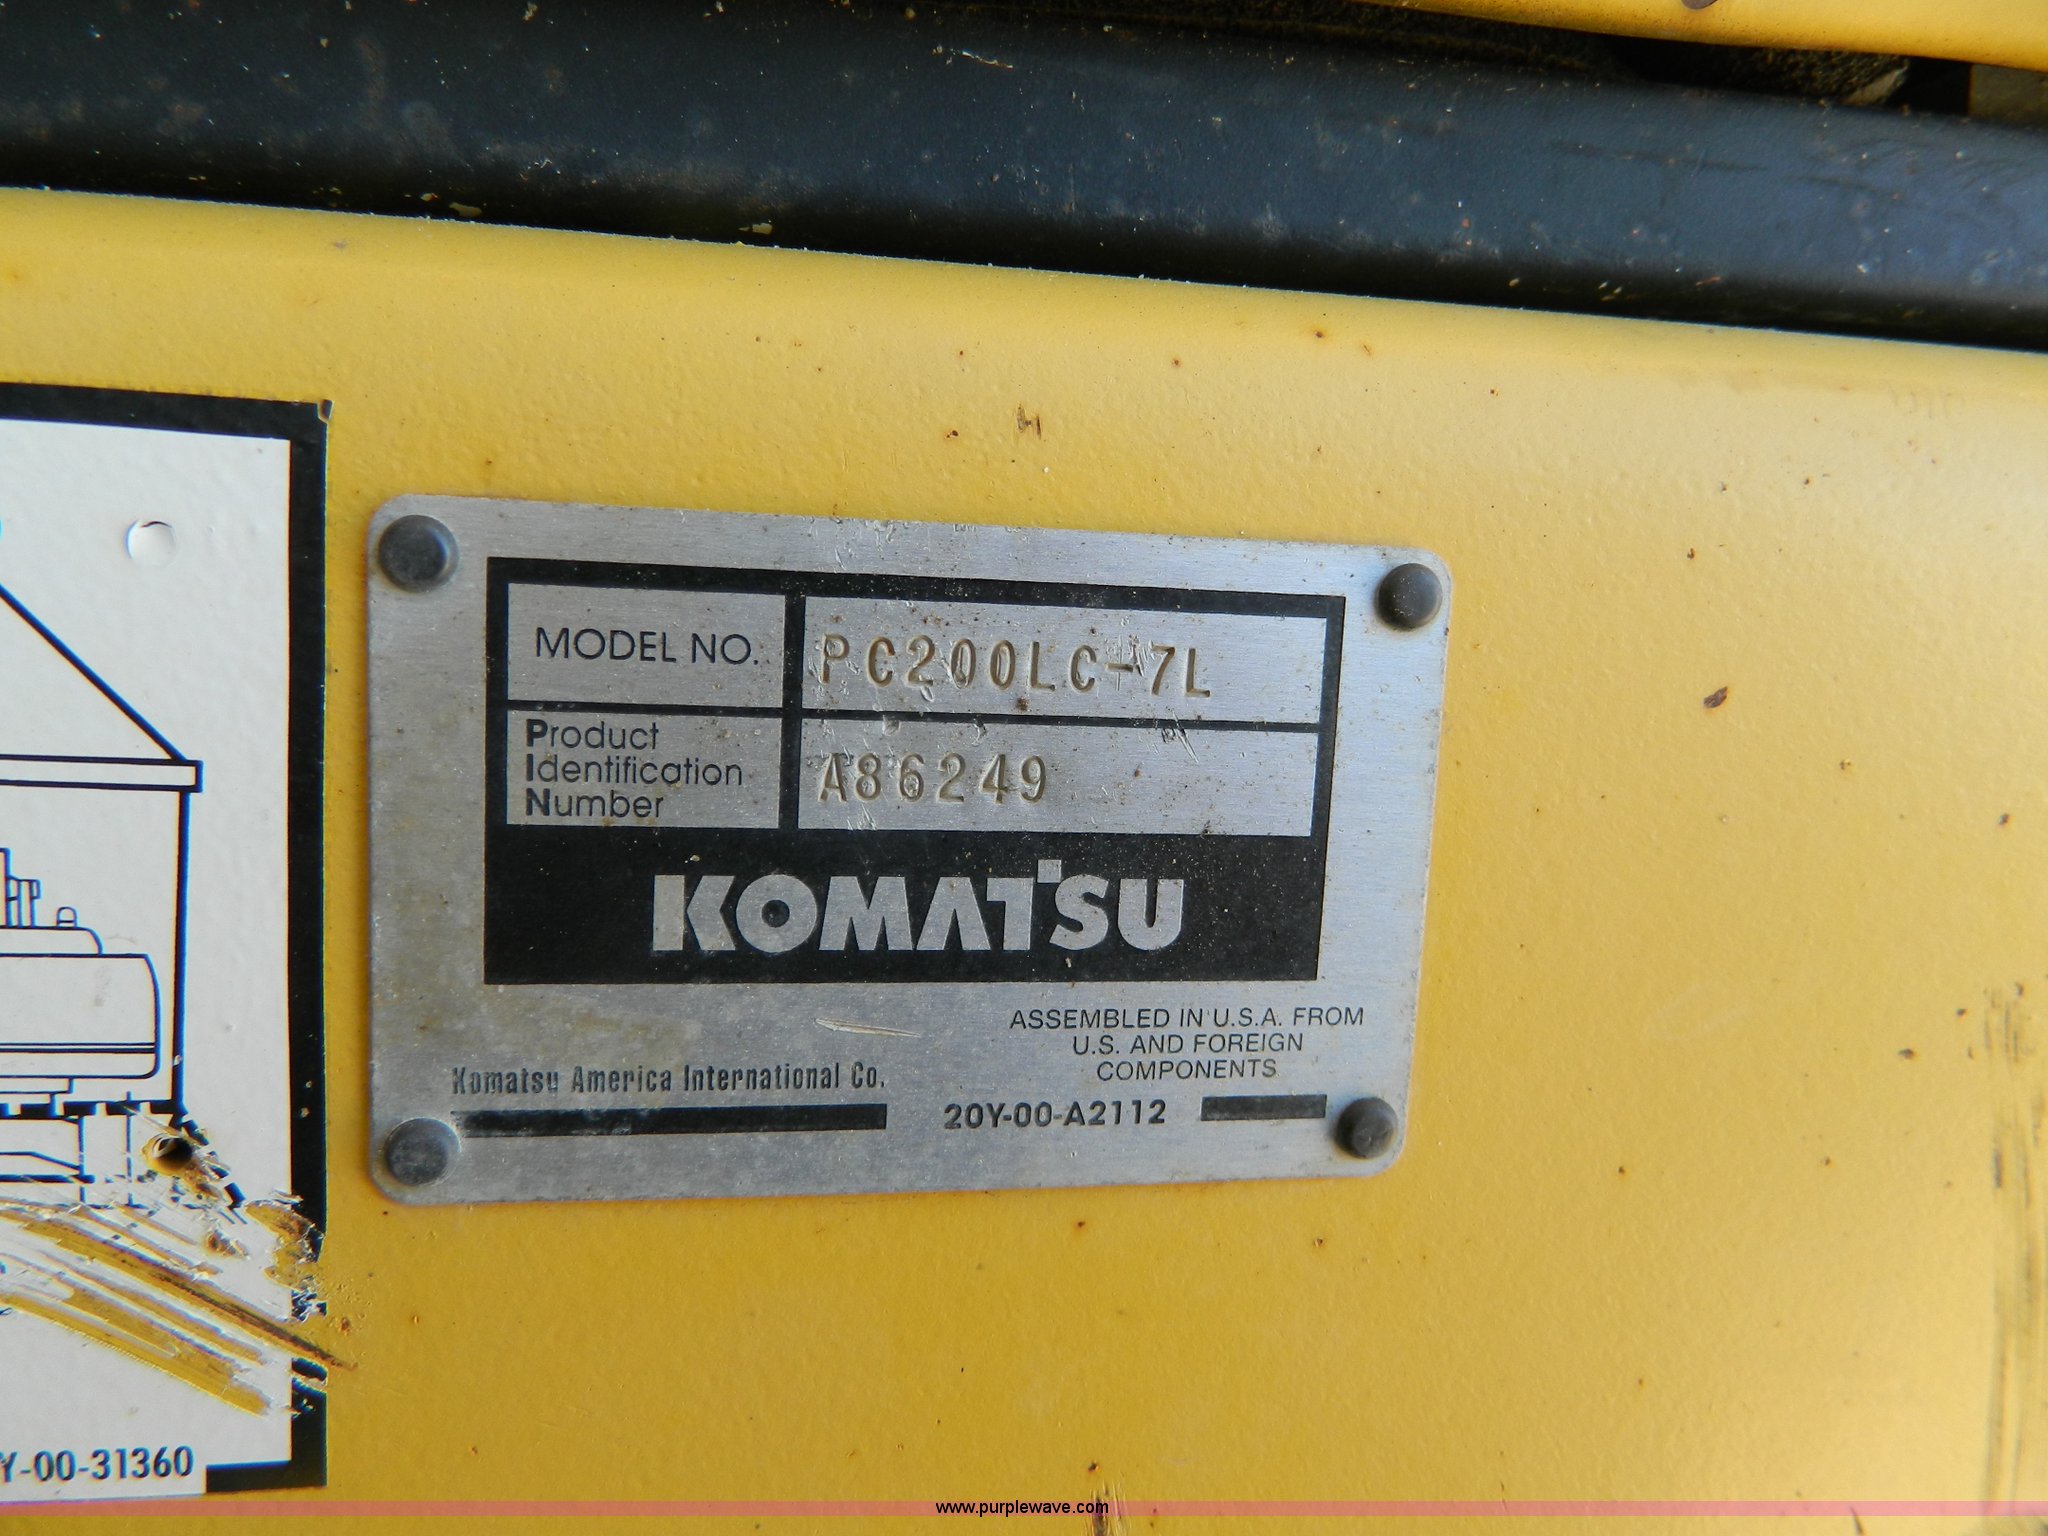 MODEL NO.
PC200LC-7L
Product
Identification
Number
A86249
KOMATSU
ASSEMBLED IN U.S.A. FROM
U.S. AND FOREIGN
COMPONENTS
Komatsu America International Co.
20Y-00-A2112
Y-00-31360
www.purplewave.com